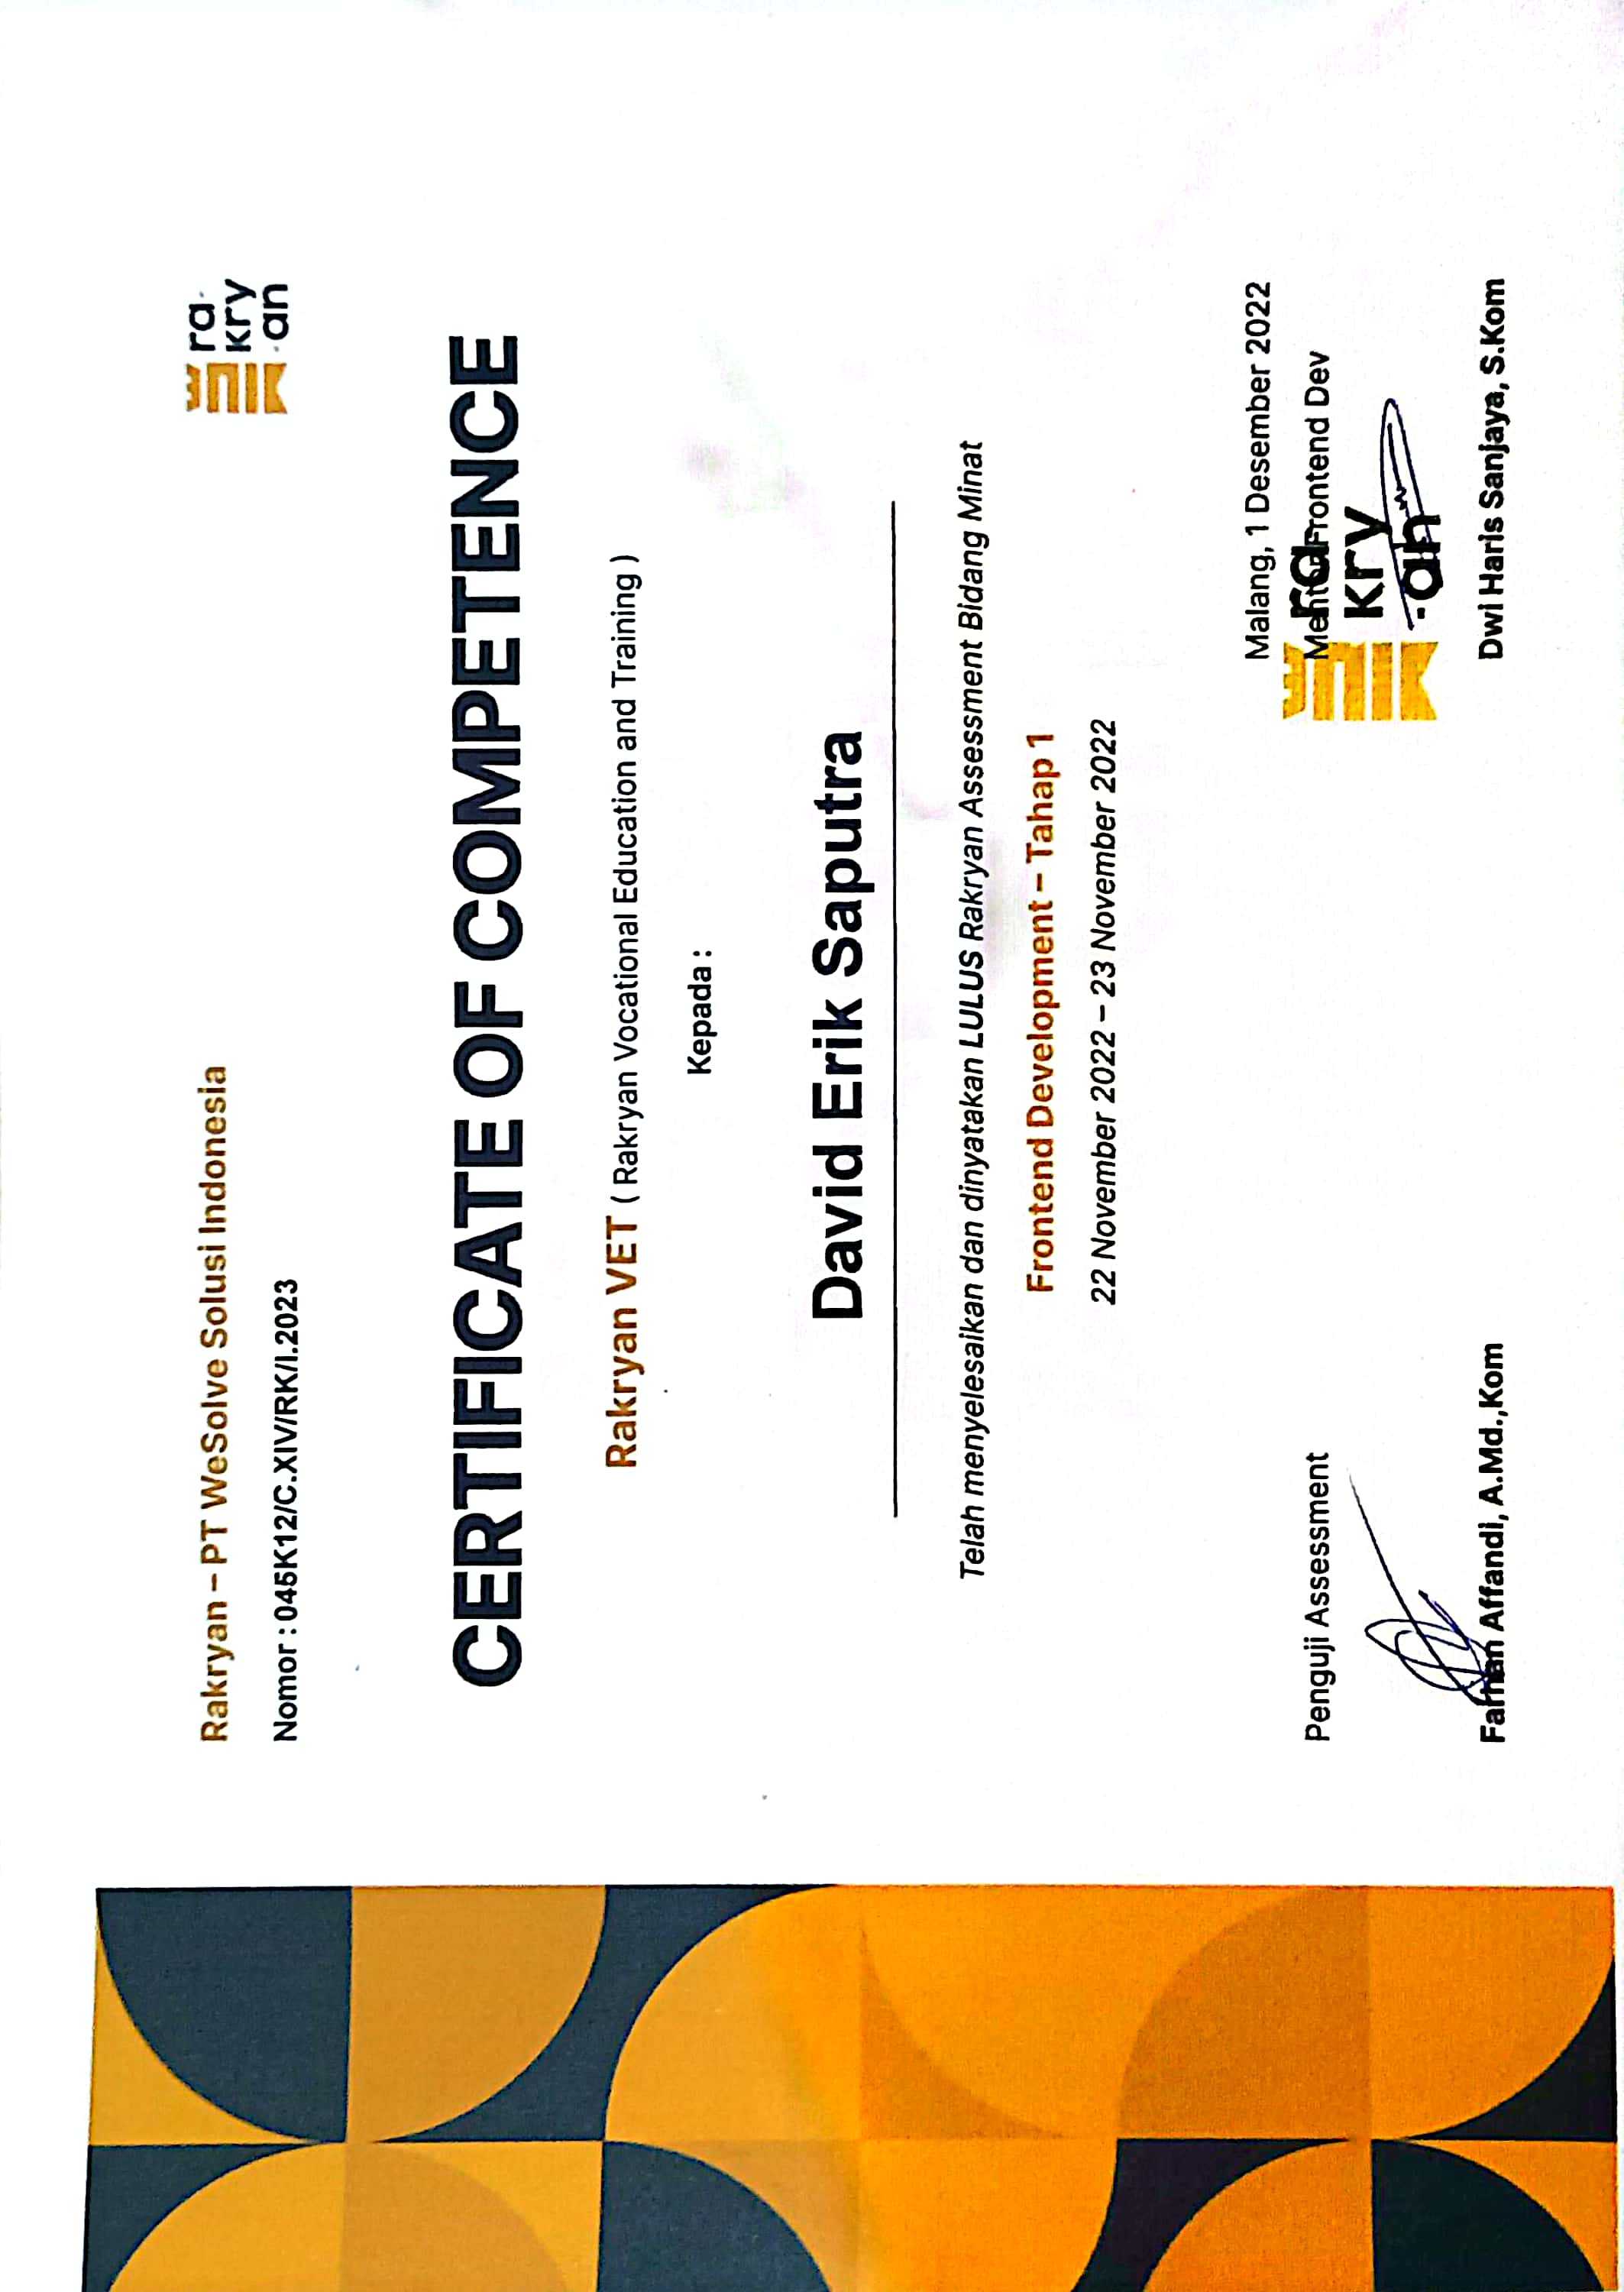 Rakryan – PT WeSolve Solusi Indonesia
Nomor : 045K12/C.XIV/RK/I.2023
ra
kry
.an
CERTIFICATE OF COMPETENCE
Rakryan VET ( Rakryan Vocational Education and Training )
Kepada :
David Erik Saputra
Telah menyelesaikan dan dinyatakan LULUS Rakryan Assessment Bidang Minat
Frontend Development – Tahap 1
22 November 2022 – 23 November 2022
Malang, 1 Desember 2022
Penguji Assessment
Mentor Frontend Dev
ra
kry
.an
Farhan Affandi, A.Md.,Kom
Dwi Haris Sanjaya, S.Kom